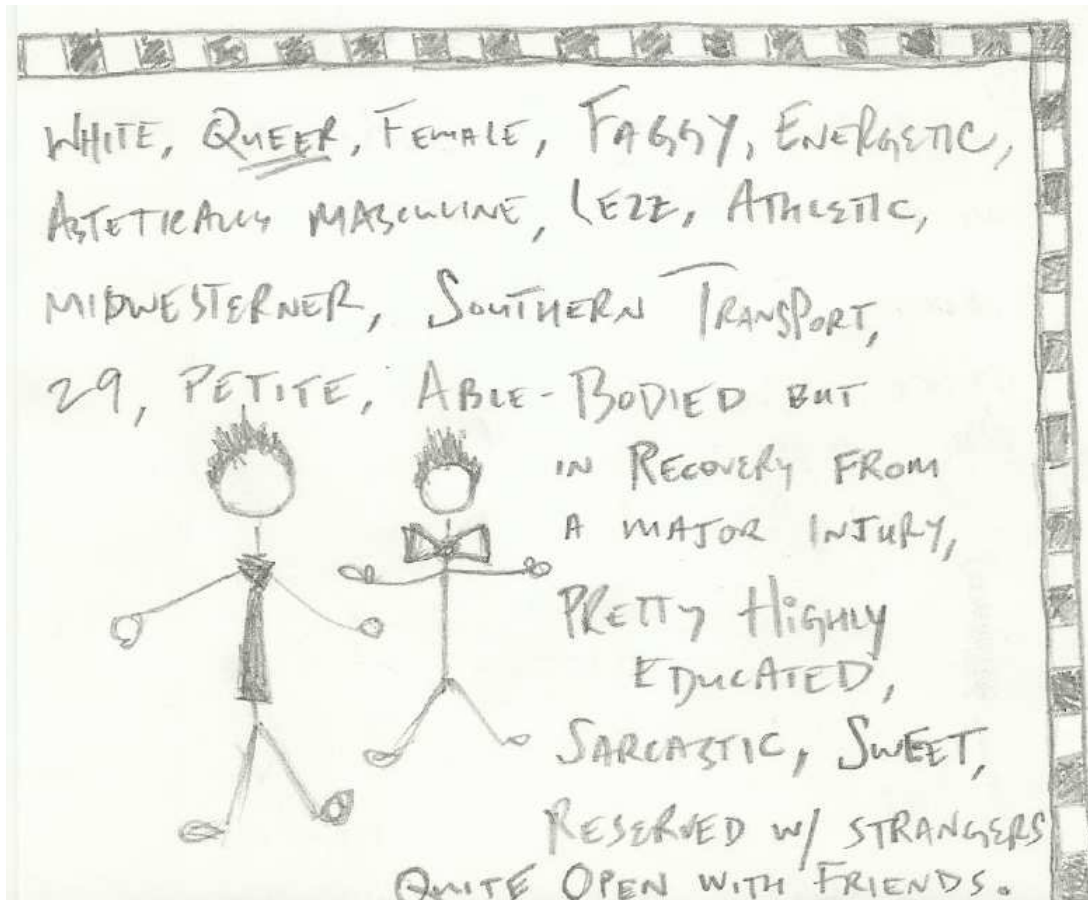 WHITE, QUEER, FEMALE, FAGGY, ENERGETIC,
ASTETICALLY MASCULINE, LEZZ, ATHLETIC,
MIDWESTERNER, SOUTHERN TRANSPORT,
29, PETITE, ABLE-BODIED BUT
IN RECOVERY FROM
A MAJOR INJURY,
PRETTY HIGHLY
EDUCATED,
SARCASTIC, SWEET,
RESERVED W/ STRANGERS
QUITE OPEN WITH FRIENDS.